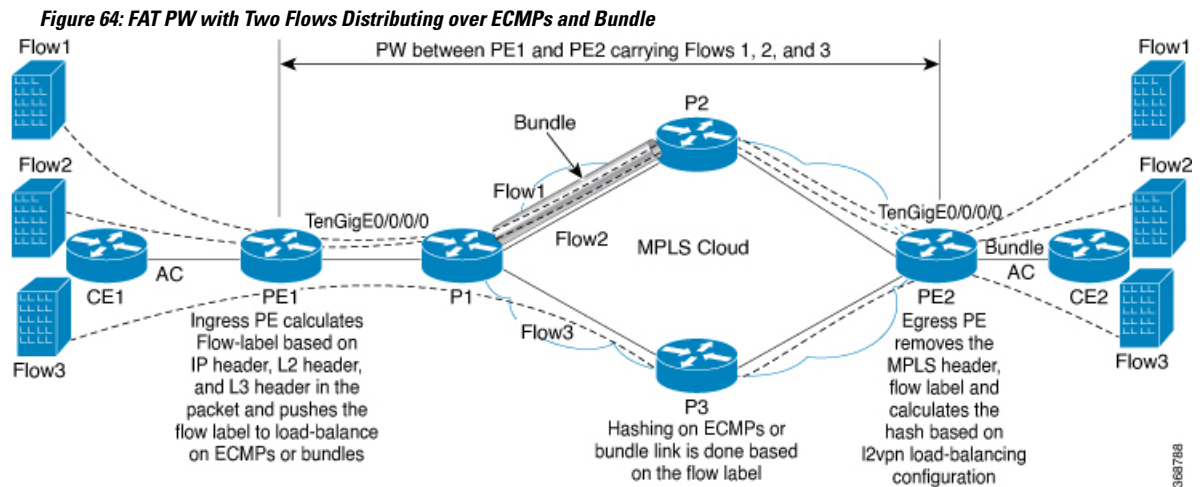 Figure 64: FAT PW with Two Flows Distributing over ECMPs and Bundle
Flow1
PW between PE1 and PE2 carrying Flows 1, 2, and 3
Flow1
P2
Bundle
Flow2
Flow1
Flow2
TenGigE0/0/0/0
Flow2
MPLS Cloud
TenGigE0/0/0/0
Bundle
AC
AC
CE1
PE1
P1
PE2
CE2
Flow3
Flow3
Flow3
Ingress PE calculates
Flow-label based on
IP header, L2 header,
and L3 header in the
packet and pushes the
flow label to load-balance
on ECMPs or bundles
P3
Hashing on ECMPs or
bundle link is done based
on the flow label
Egress PE
removes the
MPLS header,
flow label and
calculates the
hash based on
l2vpn load-balancing
configuration
368788